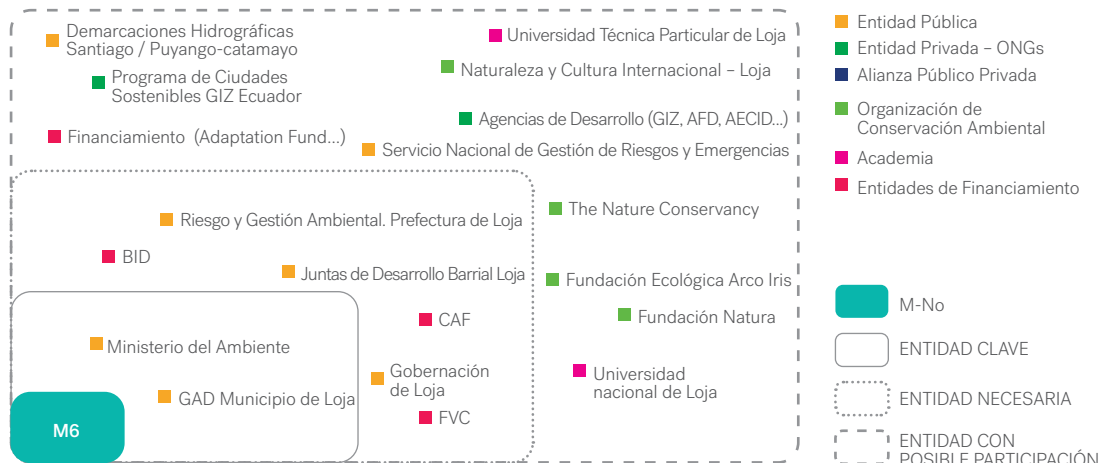 Demarcaciones Hidrográficas
Santiago / Puyango-catamayo
Programa de Ciudades
Sostenibles GIZ Ecuador
Financiamiento (Adaptation Fund...)
Universidad Técnica Particular de Loja
Naturaleza y Cultura Internacional – Loja
Agencias de Desarrollo (GIZ, AFD, AECID...)
Servicio Nacional de Gestión de Riesgos y Emergencias
Riesgo y Gestión Ambiental. Prefectura de Loja
BID
Juntas de Desarrollo Barrial Loja
The Nature Conservancy
Fundación Ecológica Arco Iris
Fundación Natura
CAF
Ministerio del Ambiente
GAD Municipio de Loja
Gobernación
de Loja
FVC
Universidad
nacional de Loja
M6
Entidad Pública
Entidad Privada – ONGs
Alianza Público Privada
Organización de
Conservación Ambiental
Academia
Entidades de Financiamiento
M-No
ENTIDAD CLAVE
ENTIDAD NECESARIA
ENTIDAD CON
POSIBLE PARTICIPACIÓN